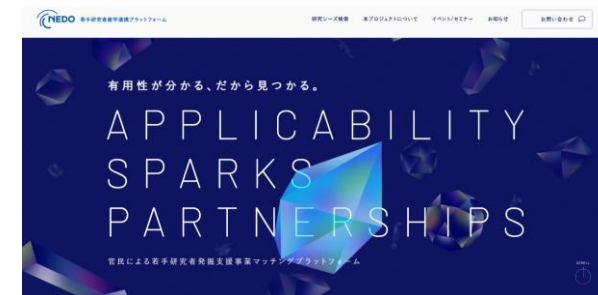 NEDO 若手研究者産学連携プラットフォーム
研究シーズ検索 本プロジェクトについて イベント/セミナー お知らせ お問い合わせ
有用性が分かる、だから見つかる。
APPLICABILITY
SPARKS
PARTNERSHIPS
官民による若手研究者発掘支援事業マッチングプラットフォーム
SCROLL